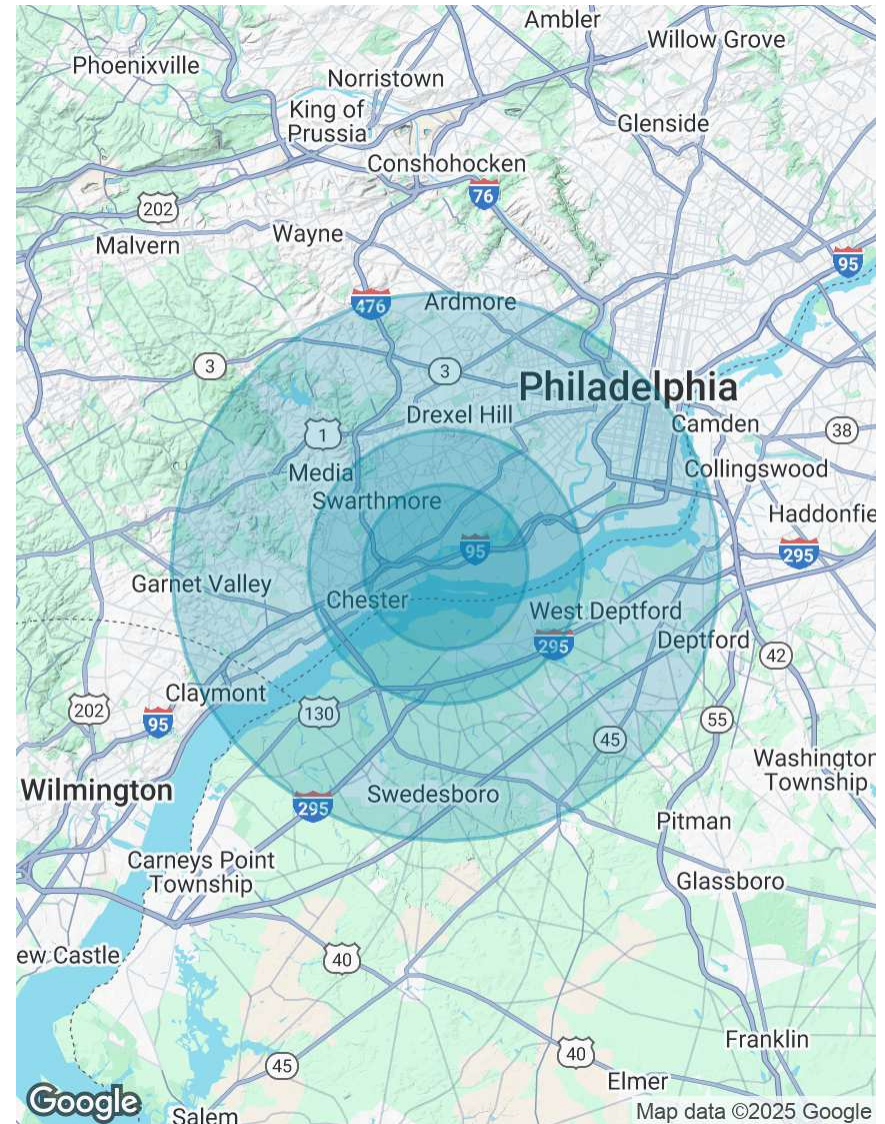 Ambler
Willow Grove
Phoenixville
Norristown
King of
Prussia
Glenside
Conshohocken
76
202
Wayne
Malvern
95
476
Ardmore
3
3
Philadelphia
Drexel Hill
Camden
1
38
Media
Collingswood
Swarthmore
Haddonfie
95
295
Garnet Valley
Chester
West Deptford
295
Deptford
42
Claymont
202
95
130
55
45
Washington
Township
Wilmington
Swedesboro
295
Pitman
Carneys Point
Township
Glassboro
ew Castle
40
Franklin
40
45
Elmer
Google
Salem
Map data ©2025 Google